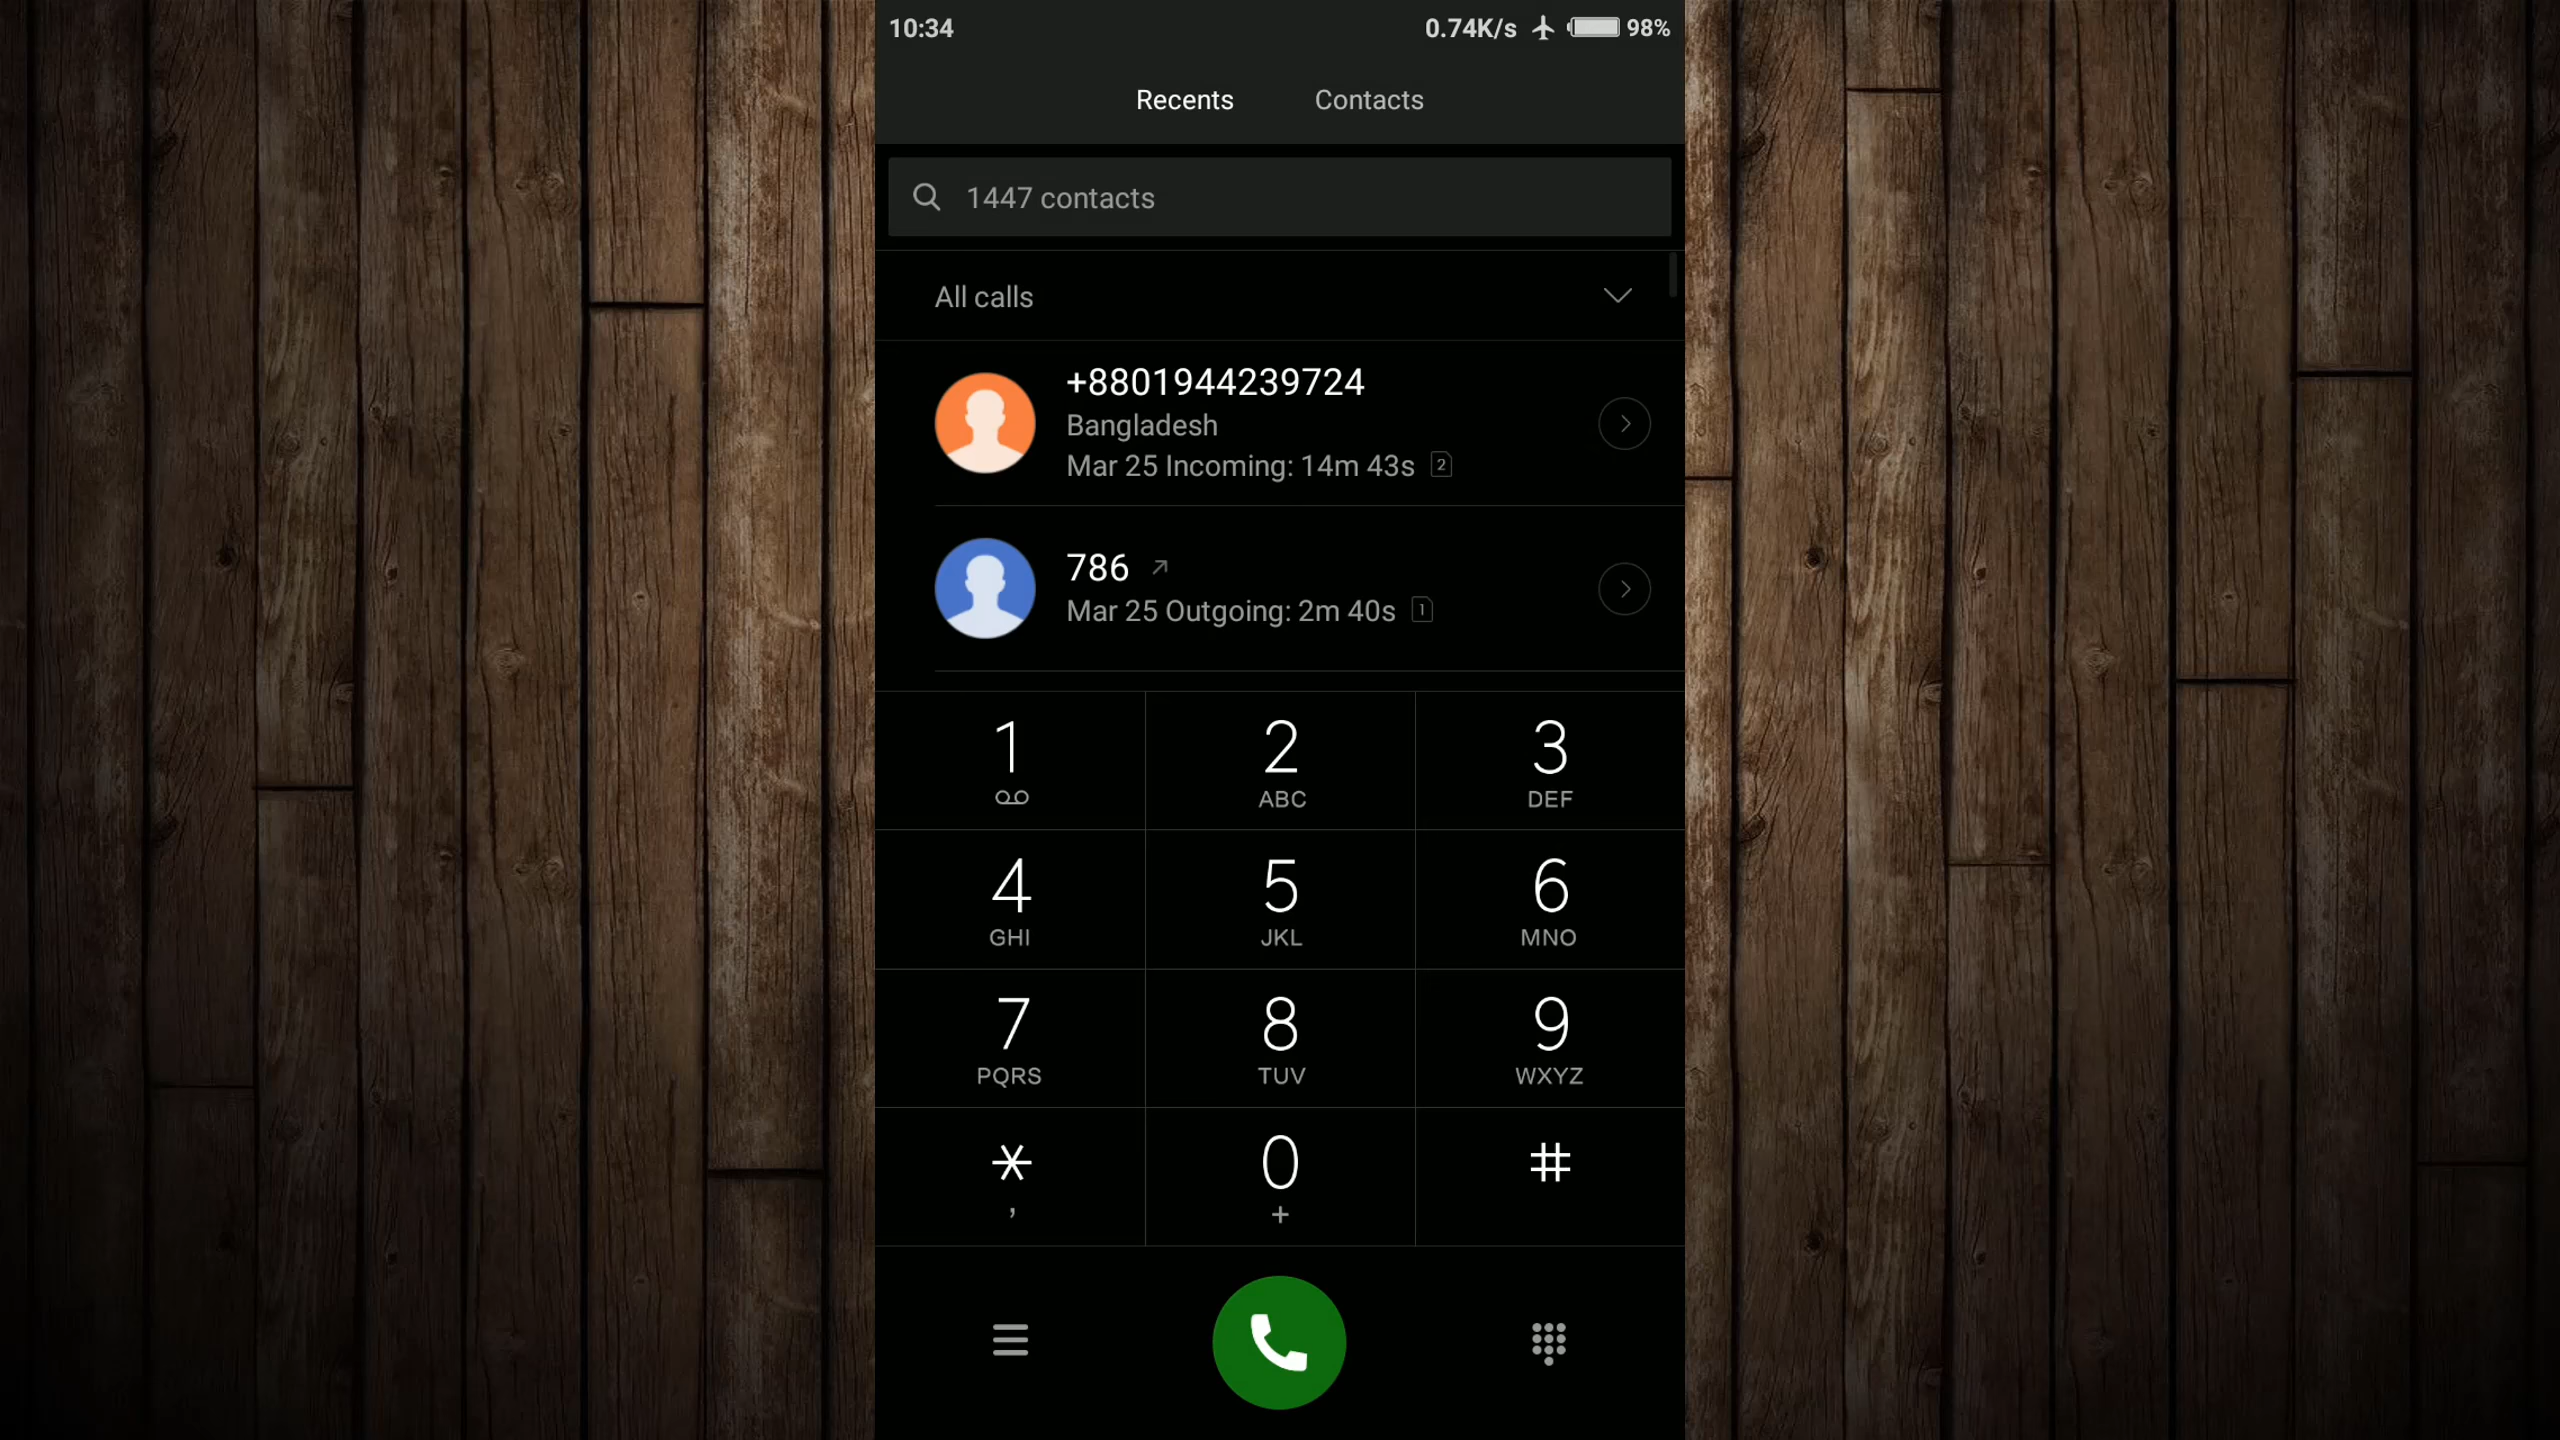 10:34 0.74K/s 98%
Recents Contacts
1447 contacts
All calls
+8801944239724
Bangladesh
Mar 25 Incoming: 14m 43s 2
786
Mar 25 Outgoing: 2m 40s 1
1 2 3
ABC DEF
4 5 6
GHI JKL MNO
7 8 9
PQRS TUV WXYZ
* 0 #
, +